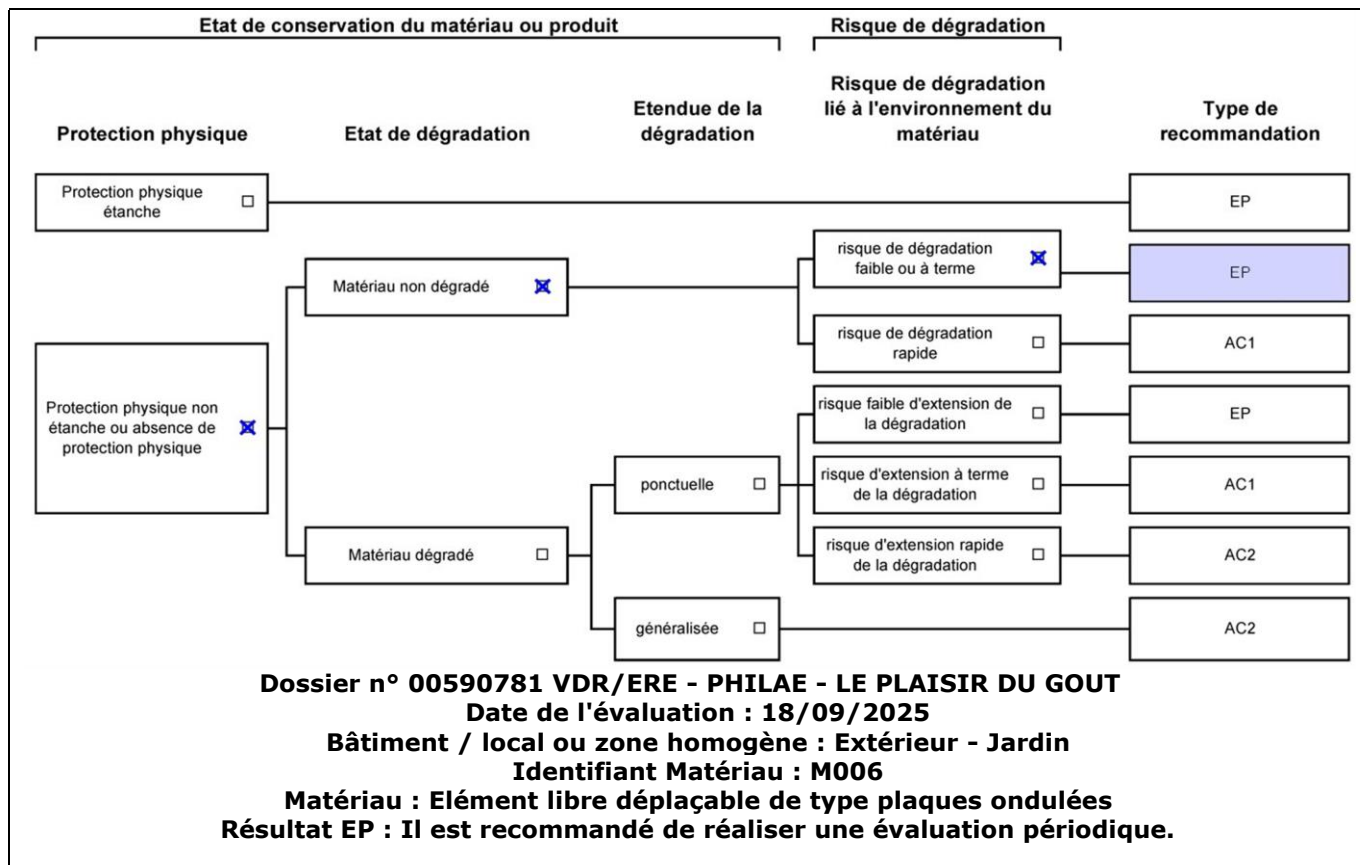 Etat de conservation du matériau ou produit
Risque de dégradation
Protection physique
Etat de dégradation
Etendue de la
dégradation
Risque de dégradation
lié à l'environnement du
matériau
Type de
recommandation
Protection physique
étanche
EP
risque de dégradation
faible ou à terme
EP
Matériau non dégradé
risque de dégradation
rapide
AC1
Protection physique non
étanche ou absence de
protection physique
risque faible d'extension de
la dégradation
EP
ponctuelle
risque d'extension à terme
de la dégradation
AC1
Matériau dégradé
risque d'extension rapide
de la dégradation
AC2
généralisée
AC2
Dossier n° 00590781 VDR/ERE - PHILAE - LE PLAISIR DU GOUT
Date de l'évaluation : 18/09/2025
Bâtiment / local ou zone homogène : Extérieur - Jardin
Identifiant Matériau : M006
Matériau : Elément libre déplaçable de type plaques ondulées
Résultat EP : Il est recommandé de réaliser une évaluation périodique.